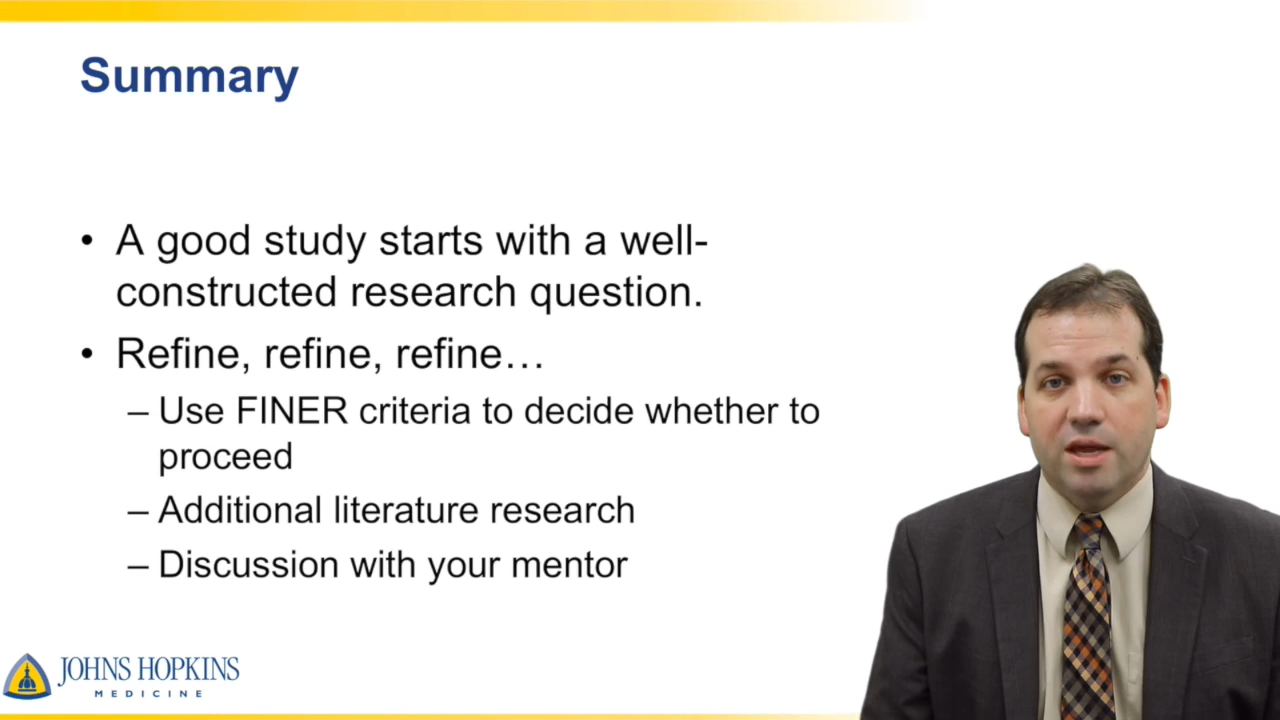 Summary
• A good study starts with a well-
constructed research question.
• Refine, refine, refine…
– Use FINER criteria to decide whether to
proceed
– Additional literature research
– Discussion with your mentor
JOHNS HOPKINS
MEDICINE